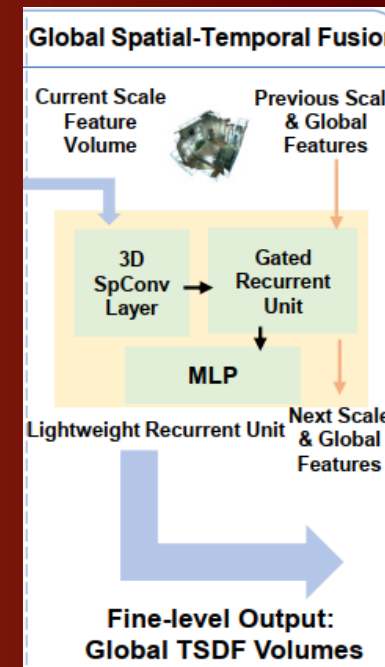 Global Spatial-Temporal Fusion
Current Scale
Feature
Volume
Previous Scal
& Global
Features
3D
SpConv
Layer
Gated
Recurrent
Unit
MLP
Lightweight Recurrent Unit
Next Scale
& Global
Features
Fine-level Output:
Global TSDF Volumes